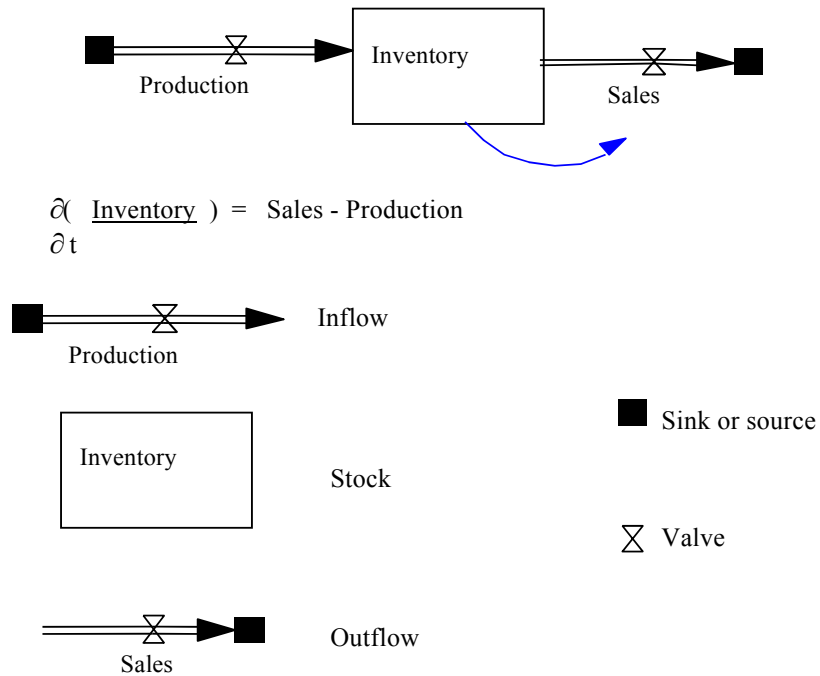 Inventory
Production
Sales
∂( Inventory ) = Sales - Production
∂ t
Inflow
Production
Sink or source
Inventory
Stock
Valve
Outflow
Sales